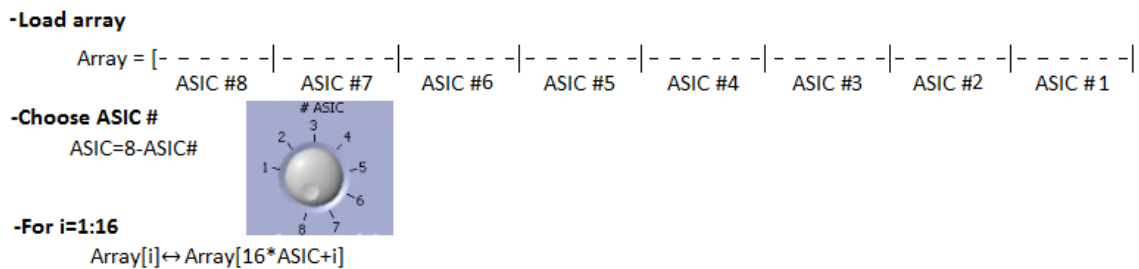 -Load array
Array = [- - - - - - -|- - - - - - -|- - - - - - -|- - - - - - -|- - - - - - -|- - - - - - -|- - - - - - -|- - - - - - -|
ASIC #8 ASIC #7 ASIC #6 ASIC #5 ASIC #4 ASIC #3 ASIC #2 ASIC #1
-Choose ASIC #
ASIC=8-ASIC#
# ASIC
1 2 3 4 5 6 7 8
-For i=1:16
Array[i]↔Array[16*ASIC+i]